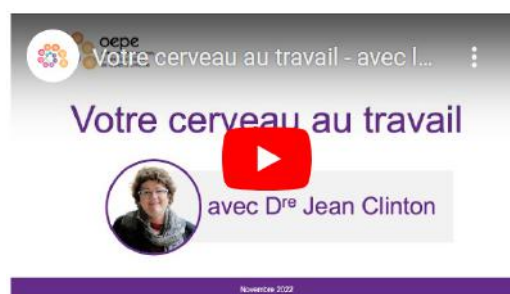 oepe
Votre cerveau au travail - avec l...
Votre cerveau au travail
avec Dʳᵉ Jean Clinton
Novembre 2022